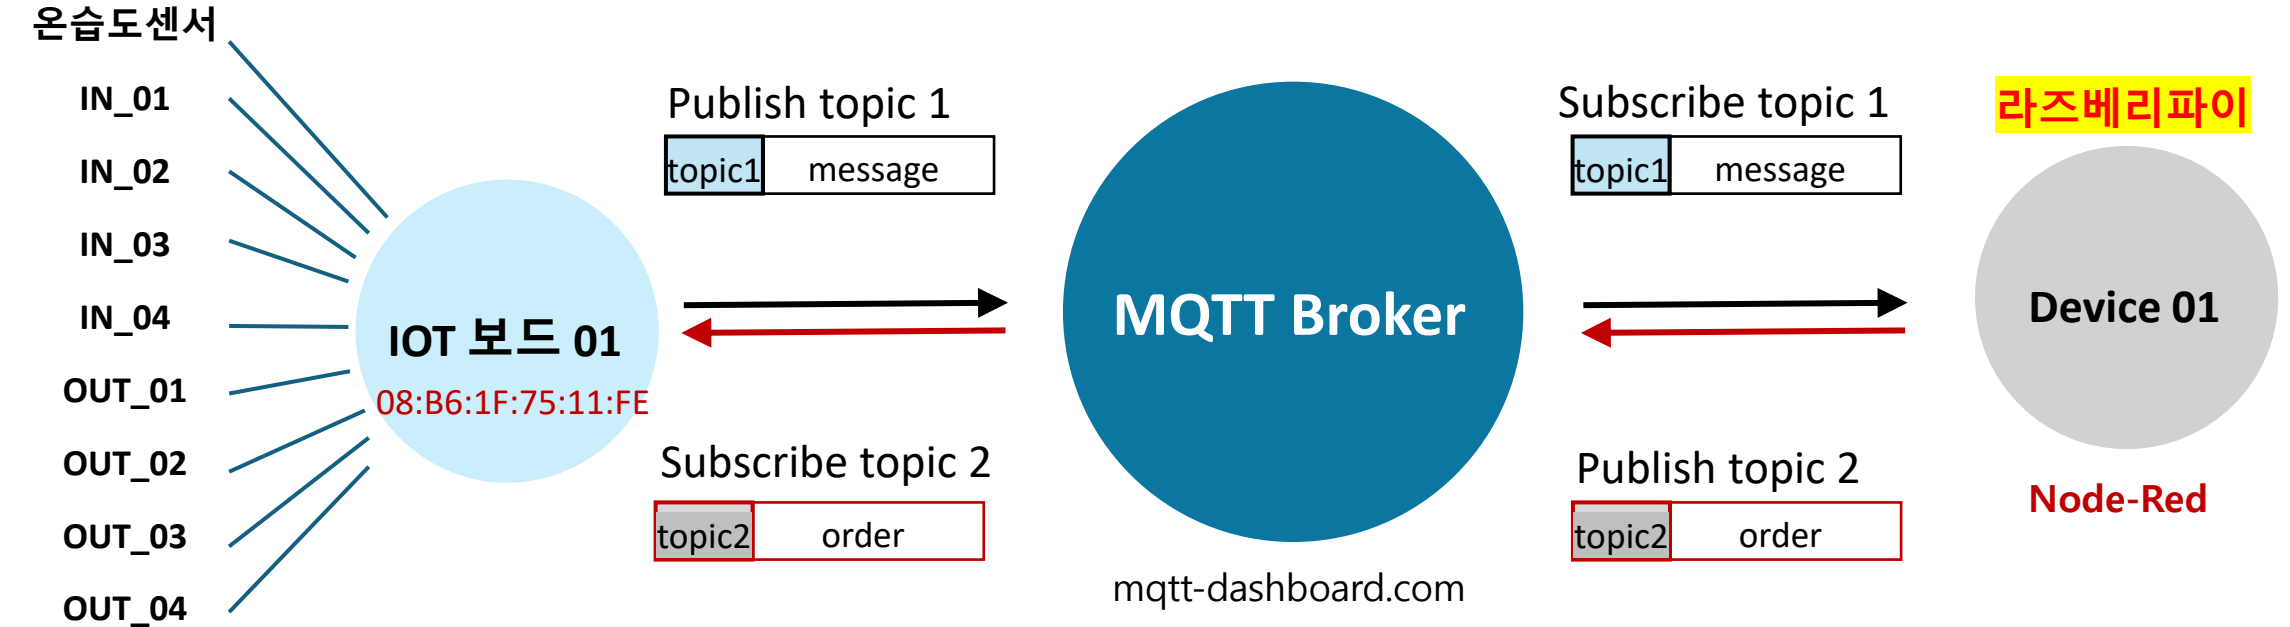 온습도센서
IN_01
IN_02
IN_03
IN_04
OUT_01
OUT_02
OUT_03
OUT_04
IOT 보드 01
08:B6:1F:75:11:FE
Publish topic 1
topic1 message
Subscribe topic 2
topic2 order
MQTT Broker
mqtt-dashboard.com
Subscribe topic 1
topic1 message
Publish topic 2
topic2 order
라즈베리파이
Device 01
Node-Red